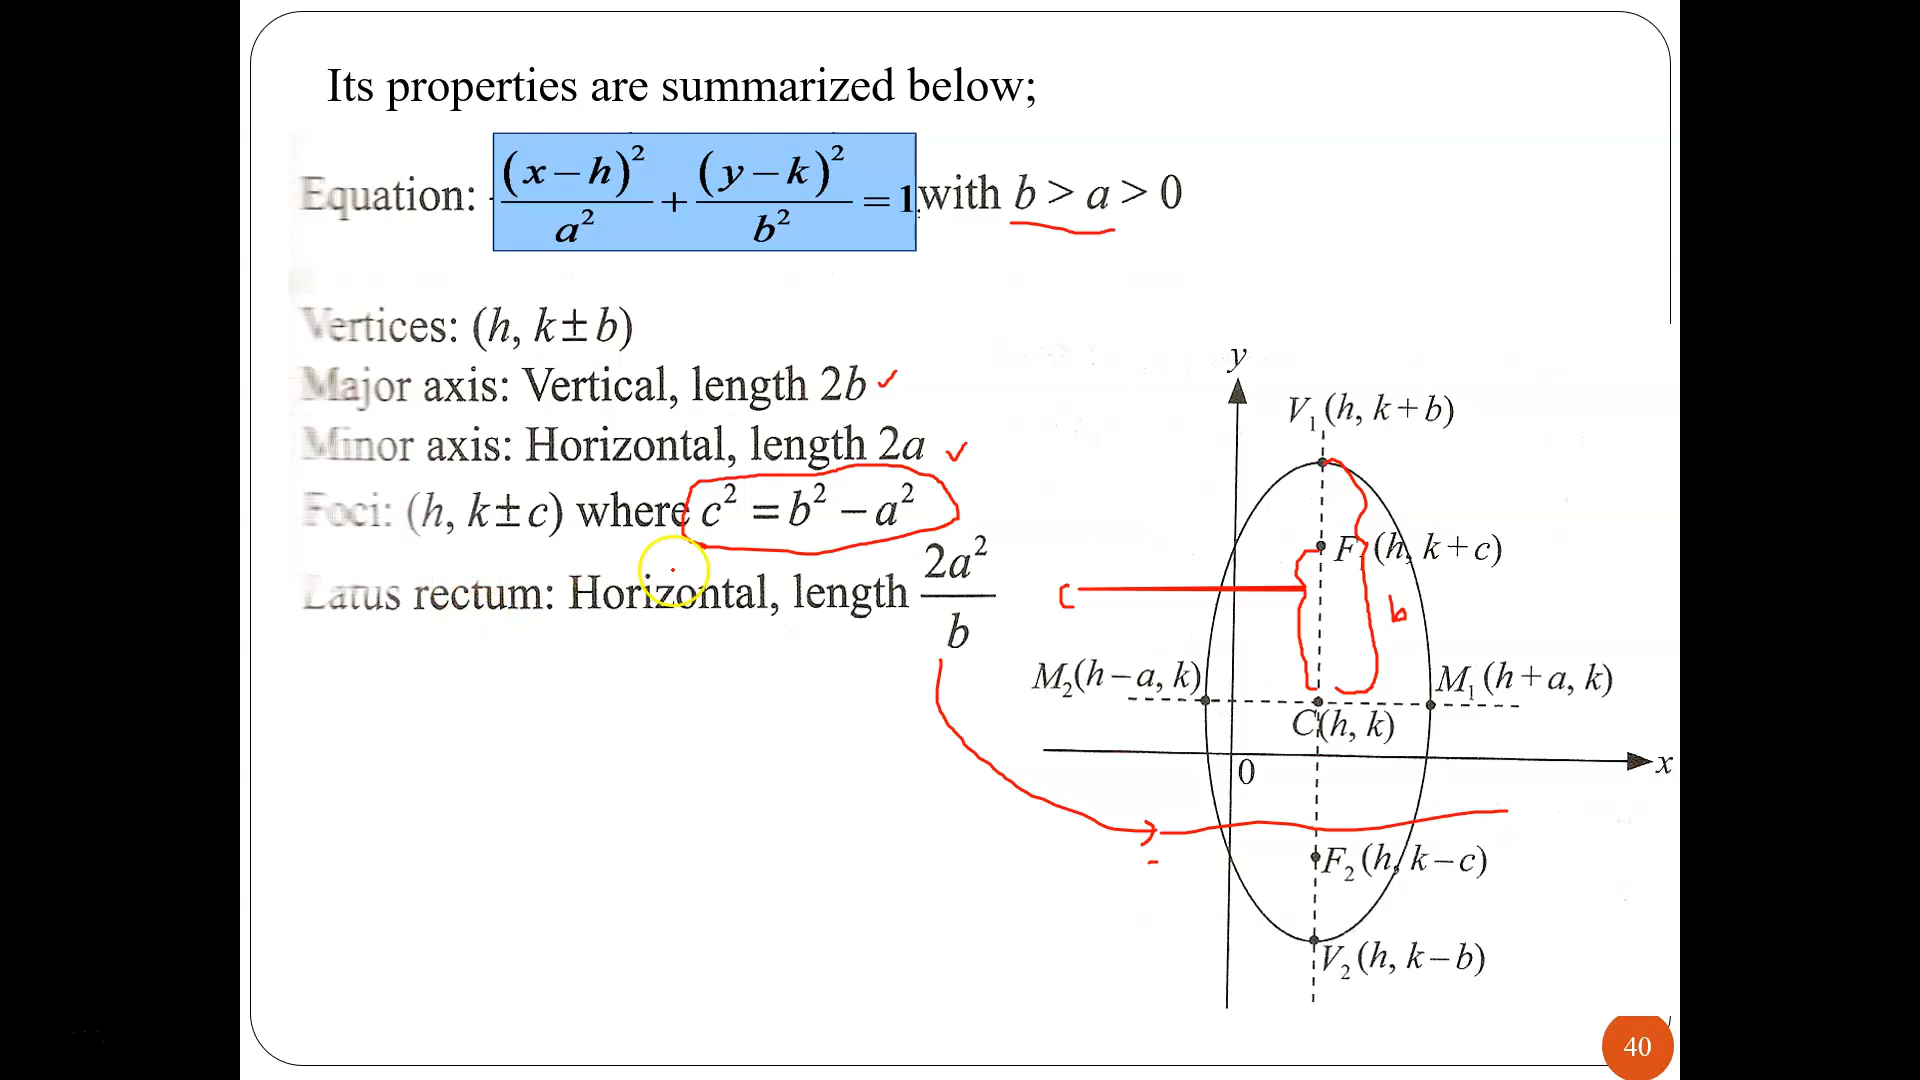 Its properties are summarized below;
Equation: (x−h)²/a² + (y−k)²/b² = 1, with b > a > 0
Vertices: (h, k±b)
Major axis: Vertical, length 2b ✓
Minor axis: Horizontal, length 2a ✓
Foci: (h, k±c) where c² = b² − a²
Latus rectum: Horizontal, length 2a²/b
y
V₁(h, k+b)
F₁(h, k+c)
c
b
M₂(h−a, k)
M₁(h+a, k)
C(h, k)
0
x
F₂(h, k−c)
V₂(h, k−b)
40